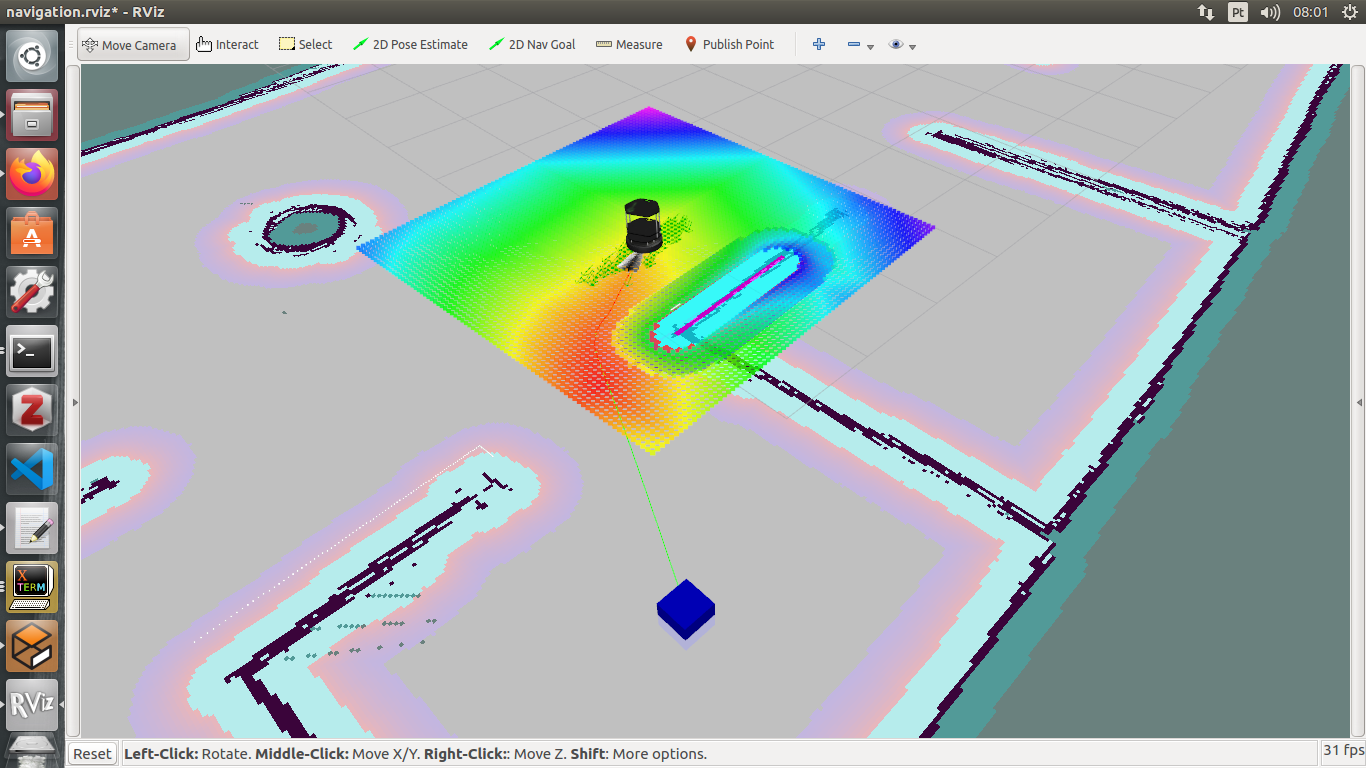 navigation.rviz* - RViz
Pt
08:01
Move Camera
Interact
Select
2D Pose Estimate
2D Nav Goal
Measure
Publish Point
A
>_
Z
X
TERM
RViz
Reset
Left-Click: Rotate. Middle-Click: Move X/Y. Right-Click:: Move Z. Shift: More options.
31 fps